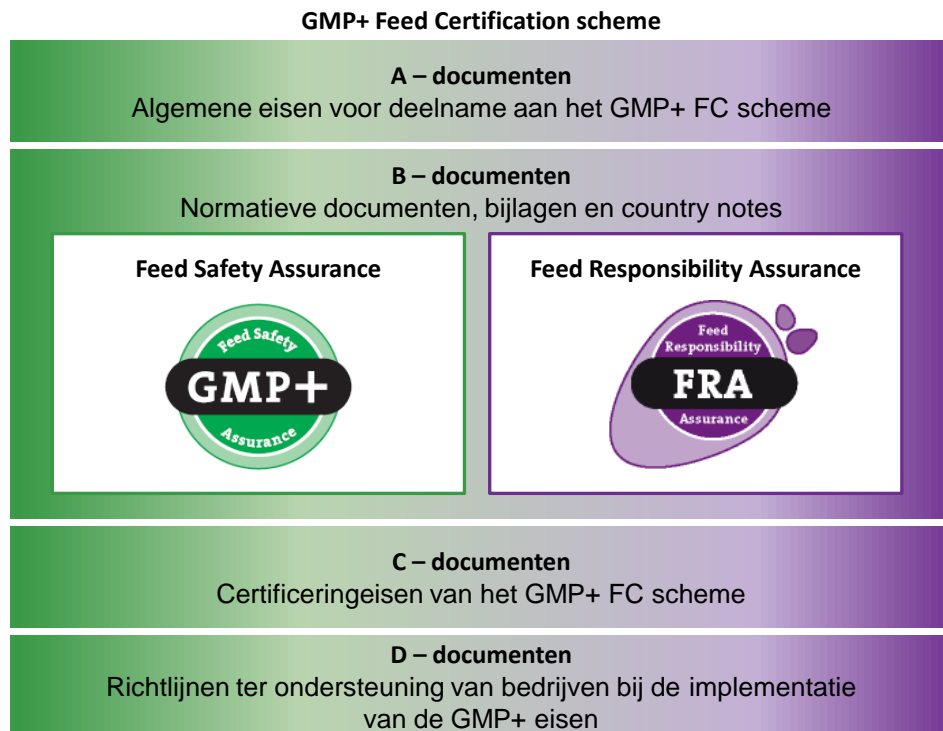 GMP+ Feed Certification scheme
A – documenten
Algemene eisen voor deelname aan het GMP+ FC scheme
B – documenten
Normatieve documenten, bijlagen en country notes
Feed Safety Assurance
Feed Safety
GMP+
Assurance
Feed Responsibility Assurance
Feed
Responsibility
FRA
Assurance
C – documenten
Certificeringeisen van het GMP+ FC scheme
D – documenten
Richtlijnen ter ondersteuning van bedrijven bij de implementatie
van de GMP+ eisen